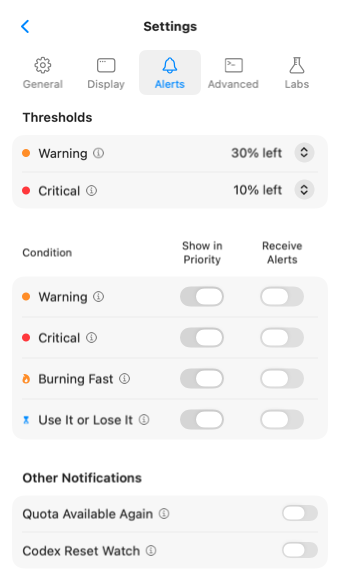 Settings
General Display Alerts Advanced Labs
Thresholds
Warning 30% left
Critical 10% left
Condition
Show in
Priority
Receive
Alerts
Warning
Critical
Burning Fast
Use It or Lose It
Other Notifications
Quota Available Again
Codex Reset Watch